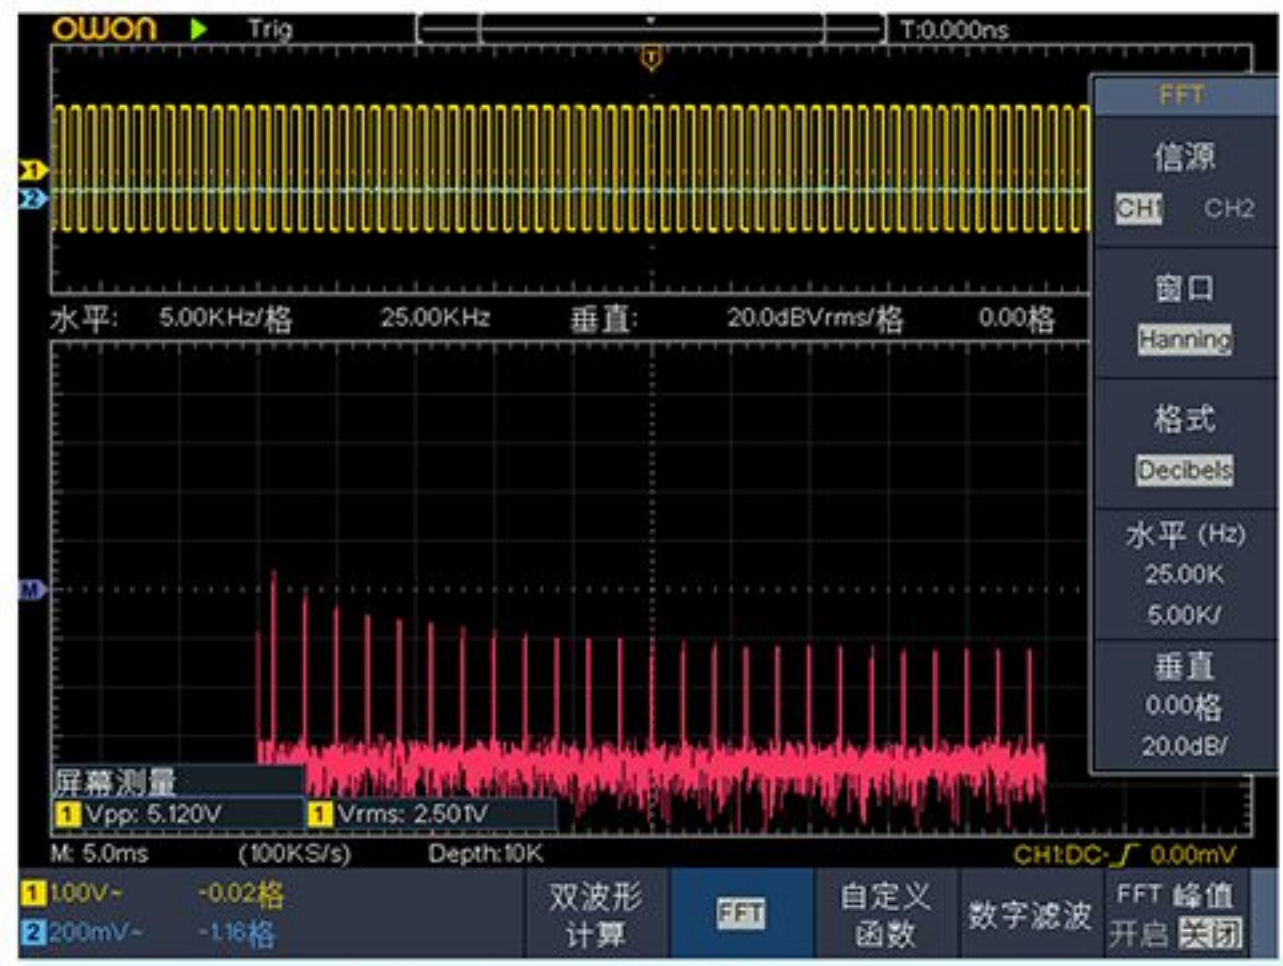 OWON Trig T:0.000ns
T
FFT
信源
CH1 CH2
1
2
窗口
Hanning
水平: 5.00KHz/格 25.00KHz 垂直: 20.0dBVrms/格 0.00格
格式
Decibels
水平 (Hz)
25.00K
5.00K/
M
垂直
0.00格
20.0dB/
屏幕测量
1 Vpp: 5.120V 1 Vrms: 2.501V
M: 5.0ms (100KS/s) Depth:10K CH1:DC- 0.00mV
1 1.00V~ -0.02格
2 200mV~ -1.16格
双波形
计算
FFT
自定义
函数
数字滤波
FFT 峰值
开启 关闭